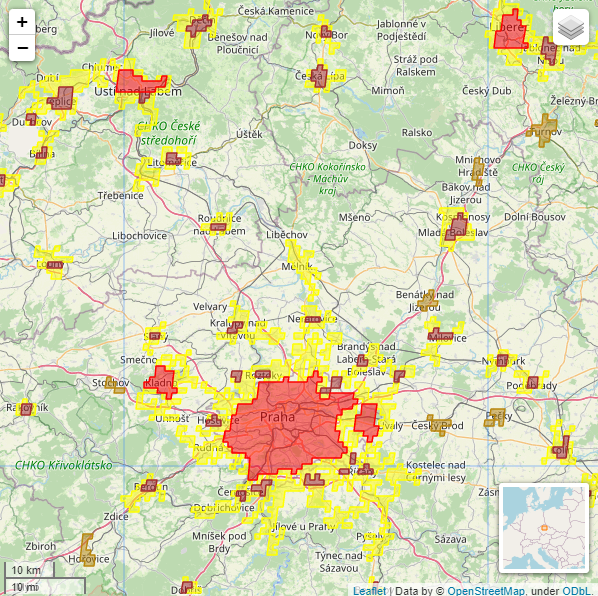 +
−
Česká Kamenice
Jílové
Benešov nad
Ploučnicí
Nový Bor
Jablonné v
Podještědí
Liberec
Jablonec nad
Stráž pod
Ralskem
Česká Lípa
Mimoň
Český Dub
Železný Brod
Chlumec
Ústí nad Labem
Dubí
Teplice
Duchcov
Bílina
CHKO České
středohoří
Litoměřice
Úštěk
Ralsko
Doksy
Turnov
CHKO Kokořínsko
- Máchův
kraj
Mnichovo
Hradiště
CHKO Český
ráj
Bakov nad
Jizerou
Třebenice
Roudnice
nad Labem
Mšeno
Kosmonosy
Mladá Boleslav
Dolní Bousov
Libochovice
Liběchov
Louny
Mělník
Velvary
Benátky nad
Jizerou
Kralupy nad
Vltavou
Neratovice
Slaný
Milovice
Smečno
Brandýs nad
Labem-Stará
Boleslav
Nymburk
Stochov
Kladno
Roztoky
Poděbrady
Rakovník
Unhošť
Hostivice
Praha
Úvaly
Český Brod
Pečky
Rudná
Kolín
CHKO Křivoklátsko
Říčany
Kostelec nad
Černými lesy
Beroun
Černošice
Zásm
Dobřichovice
Zdice
Jílové u Prahy
Mníšek pod
Brdy
Pyšely
Sázava
Zbiroh
Hořovice
Týnec nad
Sázavou
Dobříš
10 km
10 mi
Leaflet | Data by © OpenStreetMap, under ODbL.